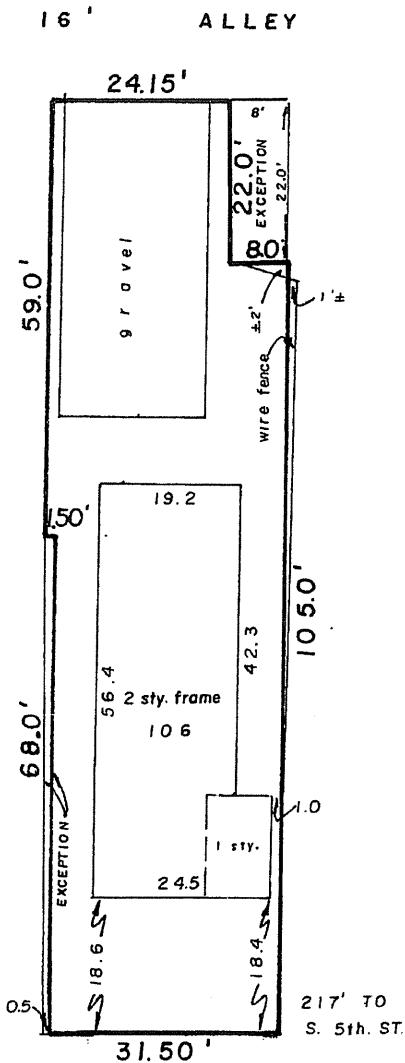 16' ALLEY
24.15'
8'
22.0'
EXCEPTION
22.0'
8.0'
59.0'
gravel
±2'
1'±
wire fence
1.50'
19.2
105.0'
42.3
56.4
2 sty. frame
106
68.0'
EXCEPTION
1.0
1 sty.
24.5
18.6
18.4
0.5
31.50'
217' TO
S. 5th. ST.